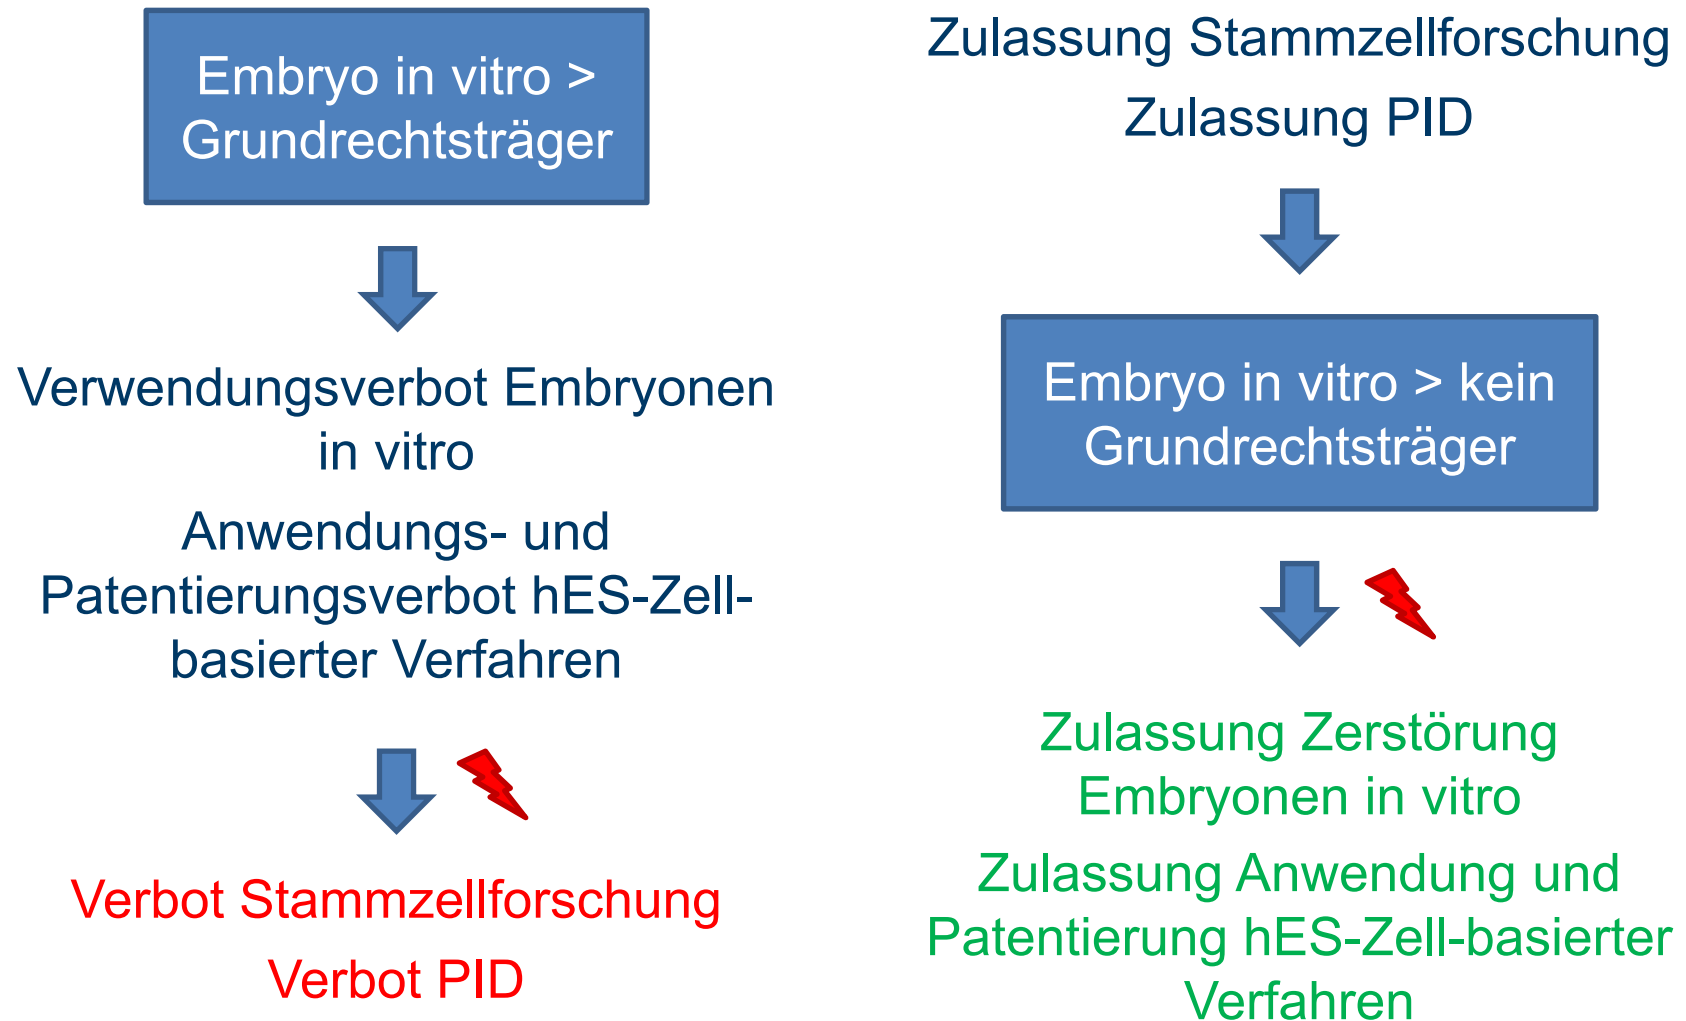 Embryo in vitro >
Grundrechtsträger
Verwendungsverbot Embryonen
in vitro
Anwendungs- und
Patentierungsverbot hES-Zell-
basierter Verfahren
Verbot Stammzellforschung
Verbot PID
Zulassung Stammzellforschung
Zulassung PID
Embryo in vitro > kein
Grundrechtsträger
Zulassung Zerstörung
Embryonen in vitro
Zulassung Anwendung und
Patentierung hES-Zell-basierter
Verfahren